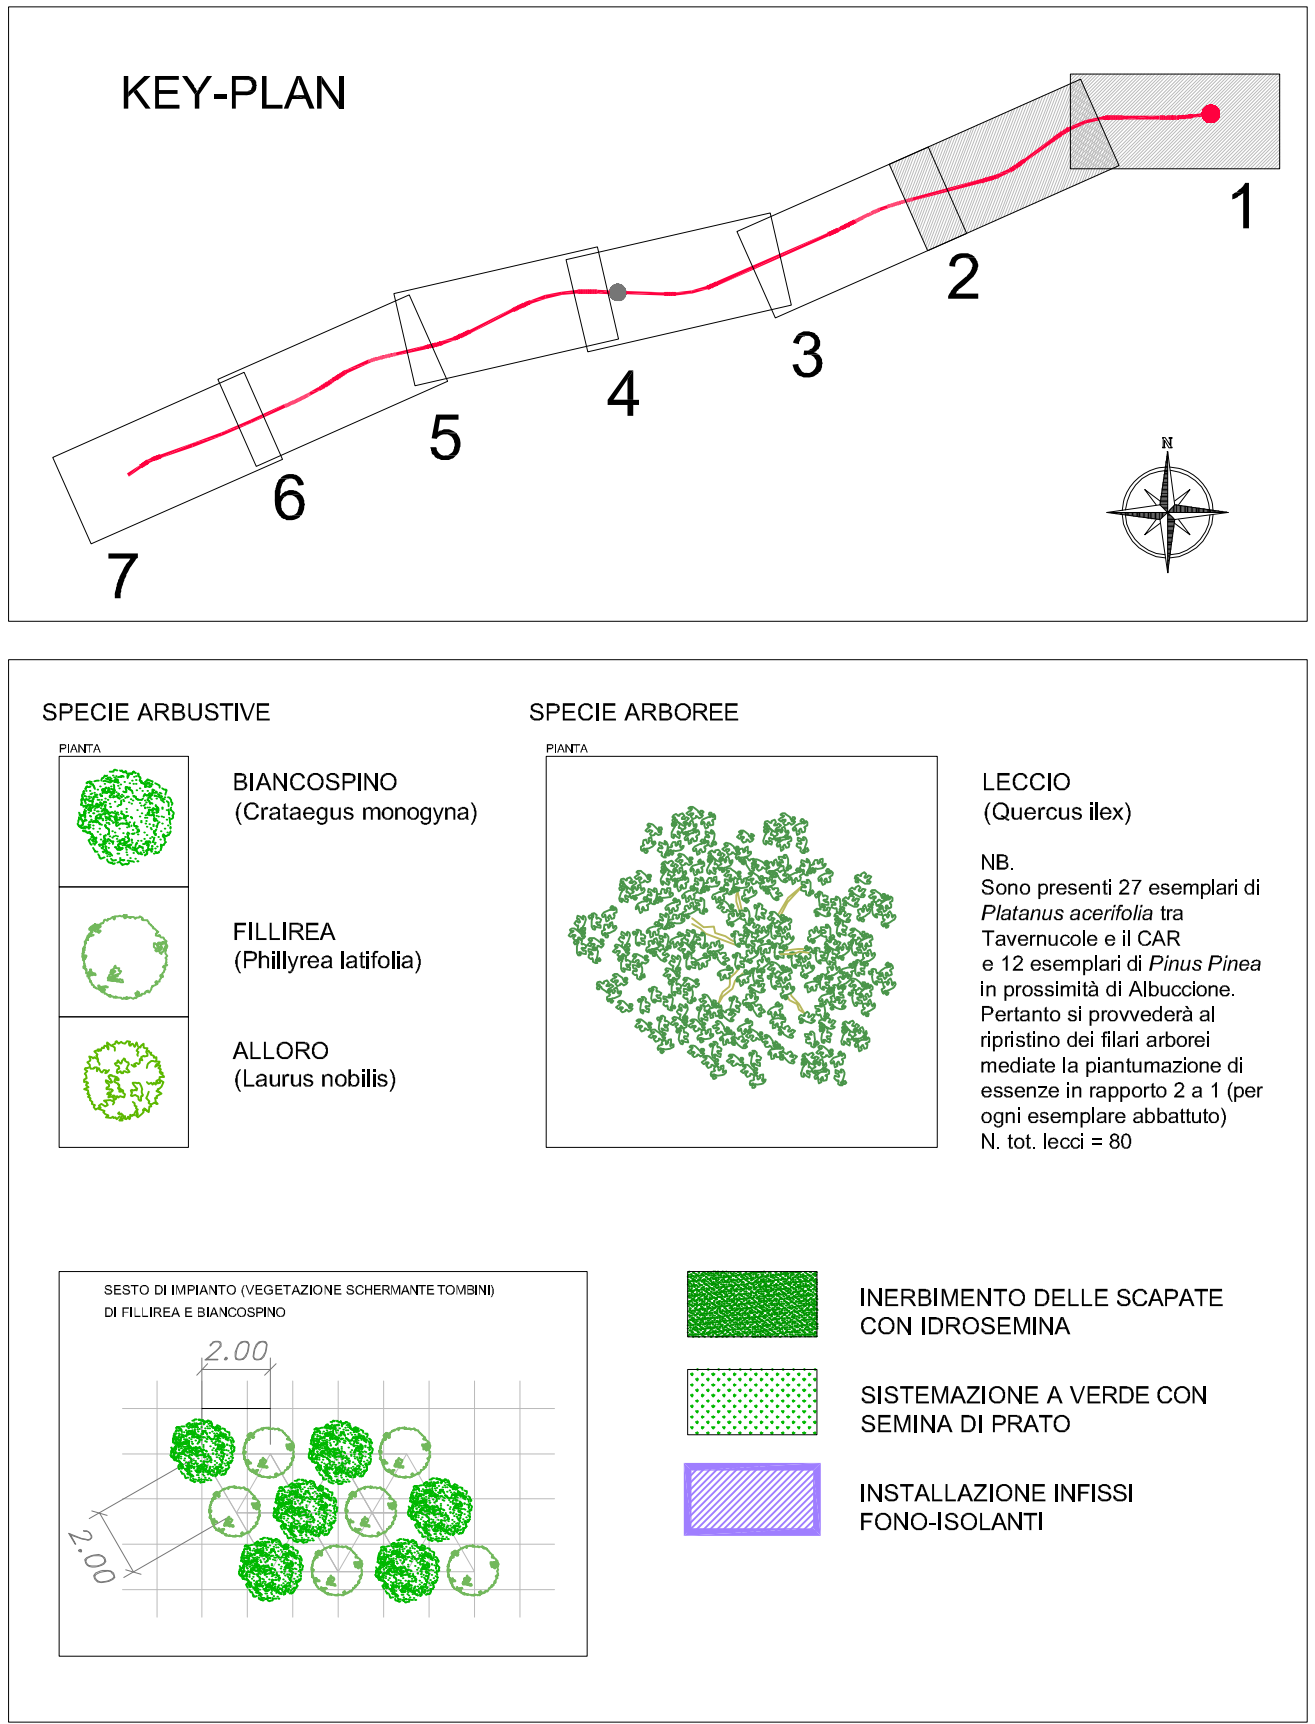 KEY-PLAN
1
2
3
4
5
6
7
N
SPECIE ARBUSTIVE
PIANTA
BIANCOSPINO
(Crataegus monogyna)
FILLIREA
(Phillyrea latifolia)
ALLORO
(Laurus nobilis)
SPECIE ARBOREE
PIANTA
LECCIO
(Quercus ilex)
NB.
Sono presenti 27 esemplari di
Platanus acerifolia tra
Tavernucole e il CAR
e 12 esemplari di Pinus Pinea
in prossimità di Albuccione.
Pertanto si provvederà al
ripristino dei filari arborei
mediate la piantumazione di
essenze in rapporto 2 a 1 (per
ogni esemplare abbattuto)
N. tot. lecci = 80
SESTO DI IMPIANTO (VEGETAZIONE SCHERMANTE TOMBINI)
DI FILLIREA E BIANCOSPINO
2.00
2.00
INERBIMENTO DELLE SCAPATE
CON IDROSEMINA
SISTEMAZIONE A VERDE CON
SEMINA DI PRATO
INSTALLAZIONE INFISSI
FONO-ISOLANTI